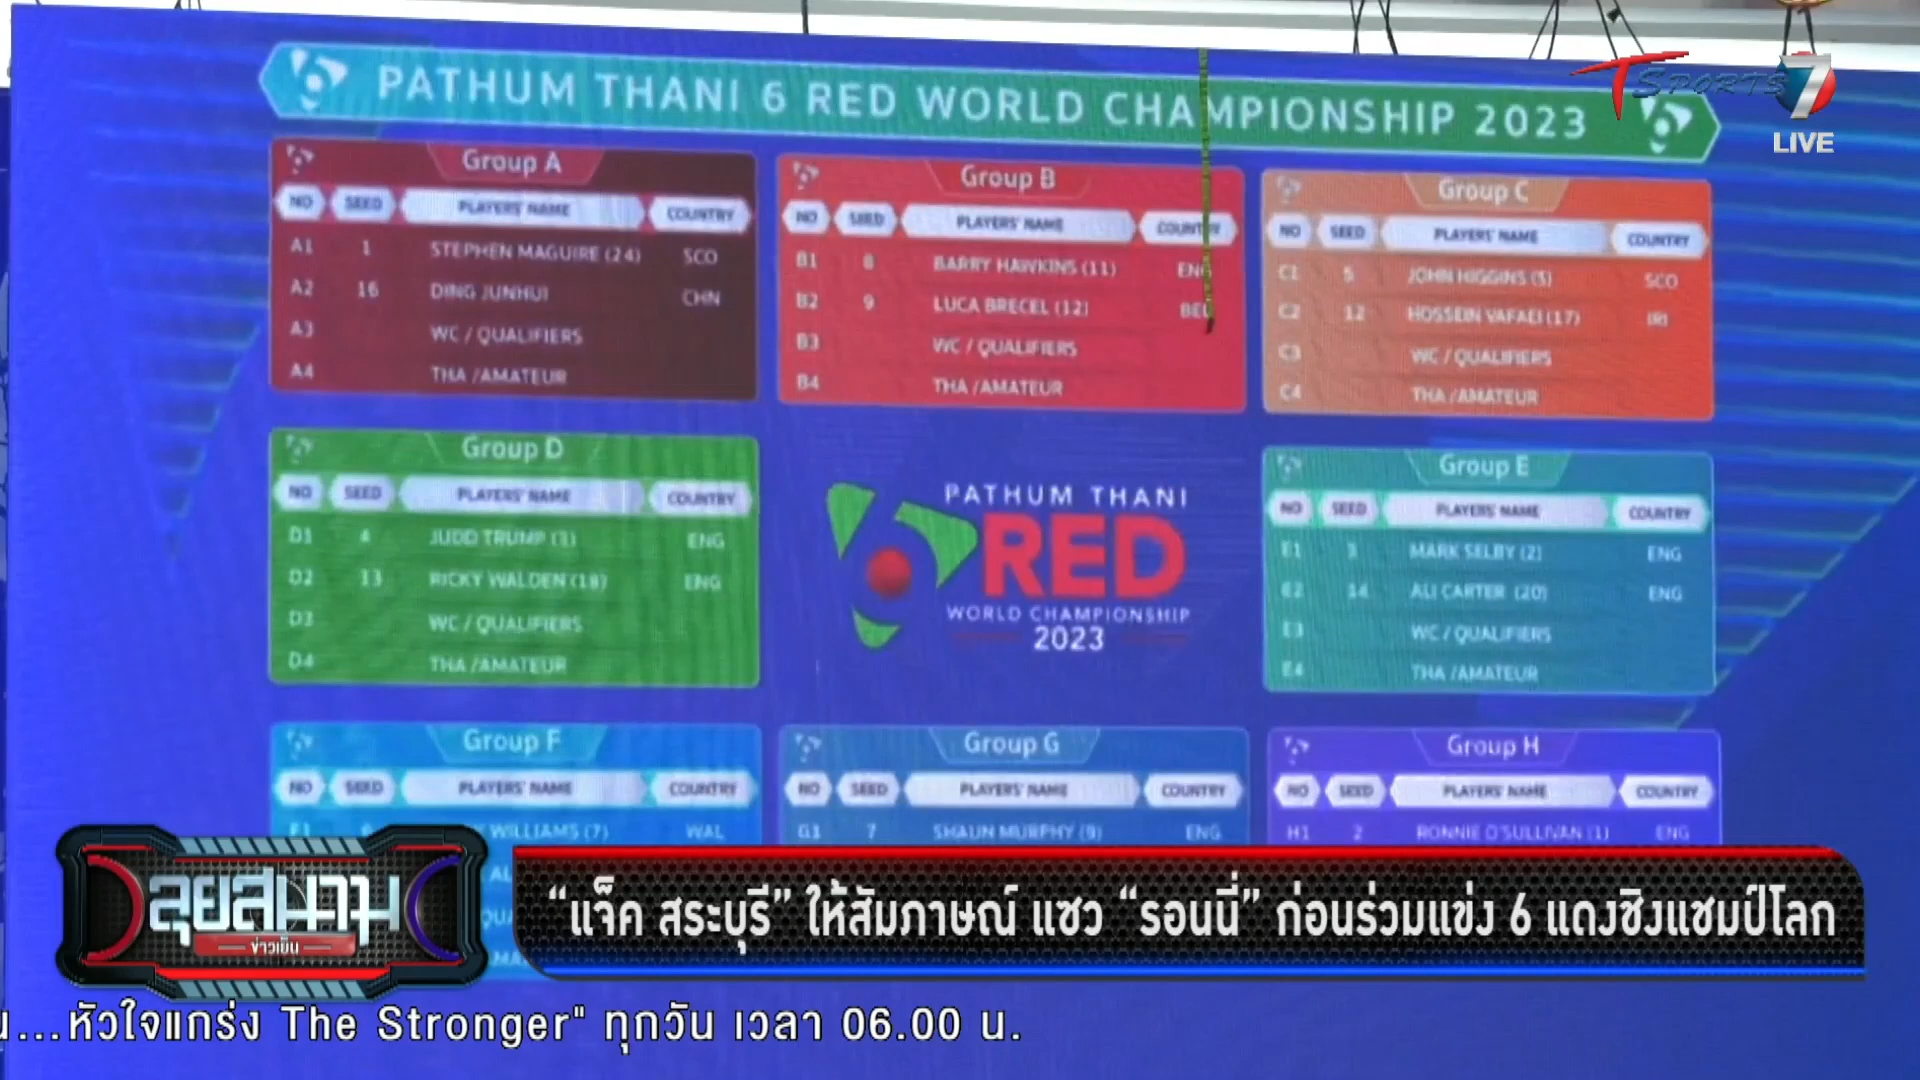 PATHUM THANI 6 RED WORLD CHAMPIONSHIP 2023
TSPORTS 7
LIVE
Group A
NO SEED PLAYERS' NAME COUNTRY
A1 1 STEPHEN MAGUIRE (24) SCO
A2 16 DING JUNHUI CHN
A3 WC / QUALIFIERS
A4 THA /AMATEUR
Group B
NO SEED PLAYERS' NAME COUNTRY
B1 8 BARRY HAWKINS (11) ENG
B2 9 LUCA BRECEL (12) BEL
B3 WC / QUALIFIERS
B4 THA /AMATEUR
Group C
NO SEED PLAYERS' NAME COUNTRY
C1 5 JOHN HIGGINS (5) SCO
C2 12 HOSSEIN VAFAEI (17) IRI
C3 WC / QUALIFIERS
C4 THA /AMATEUR
Group D
NO SEED PLAYERS' NAME COUNTRY
D1 4 JUDD TRUMP (3) ENG
D2 13 RICKY WALDEN (18) ENG
D3 WC / QUALIFIERS
D4 THA /AMATEUR
PATHUM THANI
6 RED
WORLD CHAMPIONSHIP
2023
Group E
NO SEED PLAYERS' NAME COUNTRY
E1 3 MARK SELBY (2) ENG
E2 14 ALI CARTER (20) ENG
E3 WC / QUALIFIERS
E4 THA /AMATEUR
Group F
NO SEED PLAYERS' NAME COUNTRY
F1 WILLIAMS (7) WAL
Group G
NO SEED PLAYERS' NAME COUNTRY
G1 7 SHAUN MURPHY (9) ENG
Group H
NO SEED PLAYERS' NAME COUNTRY
H1 2 RONNIE O'SULLIVAN (1) ENG
ลุยสนาม
ข่าวเย็น
“แจ็ค สระบุรี” ให้สัมภาษณ์ แซว “รอนนี่” ก่อนร่วมแข่ง 6 แดงชิงแชมป์โลก
น...หัวใจแกร่ง The Stronger" ทุกวัน เวลา 06.00 น.